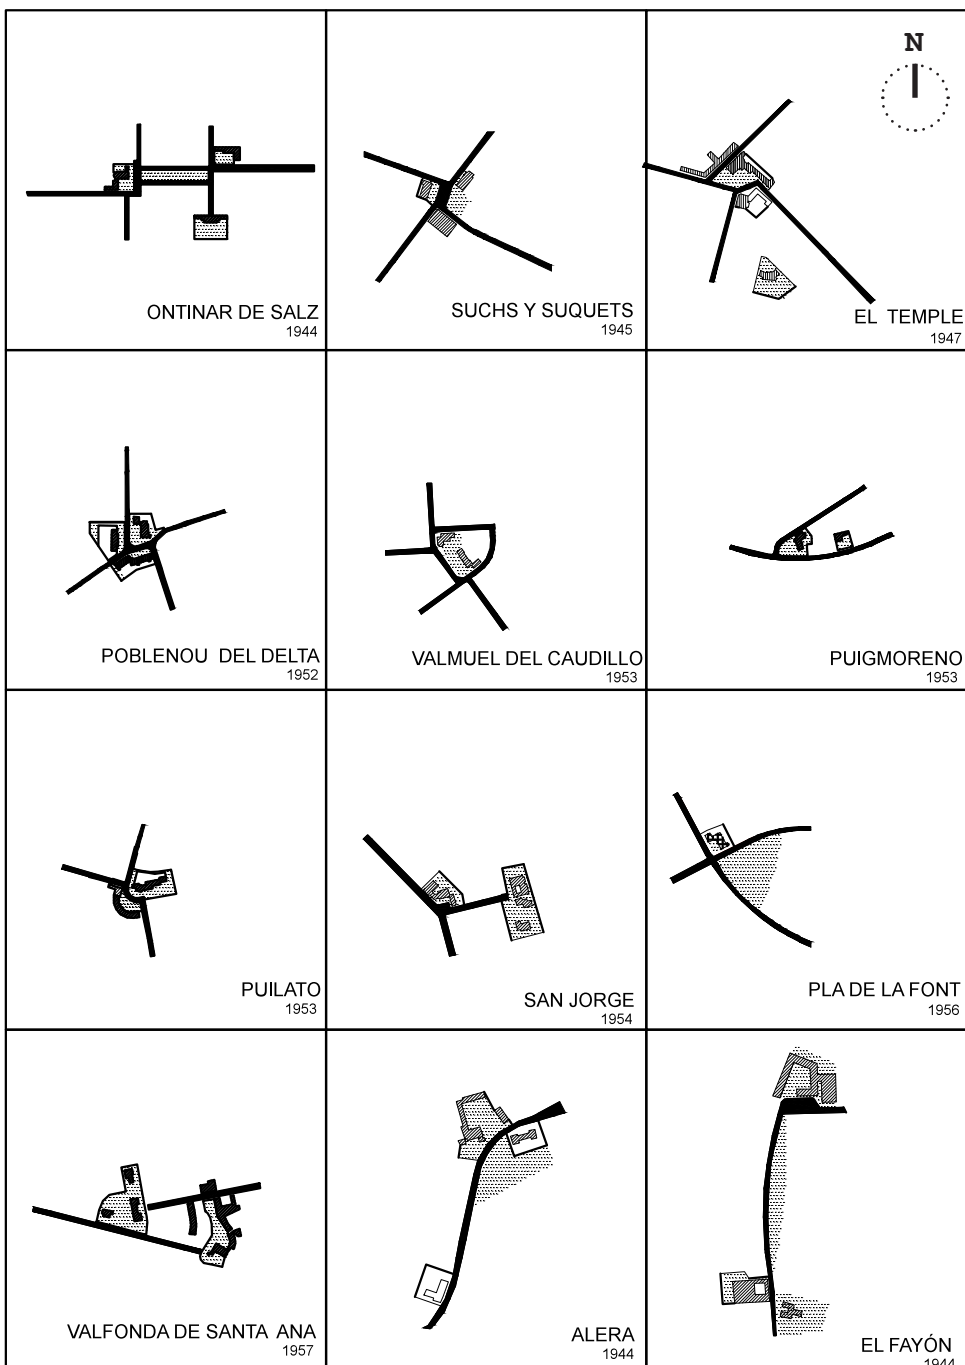 N
ONTINAR DE SALZ
1944
SUCHS Y SUQUETS
1945
EL TEMPLE
1947
POBLENOU DEL DELTA
1952
VALMUEL DEL CAUDILLO
1953
PUIGMORENO
1953
PUILATO
1953
SAN JORGE
1954
PLA DE LA FONT
1956
VALFONDA DE SANTA ANA
1957
ALERA
1944
EL FAYÓN
1944